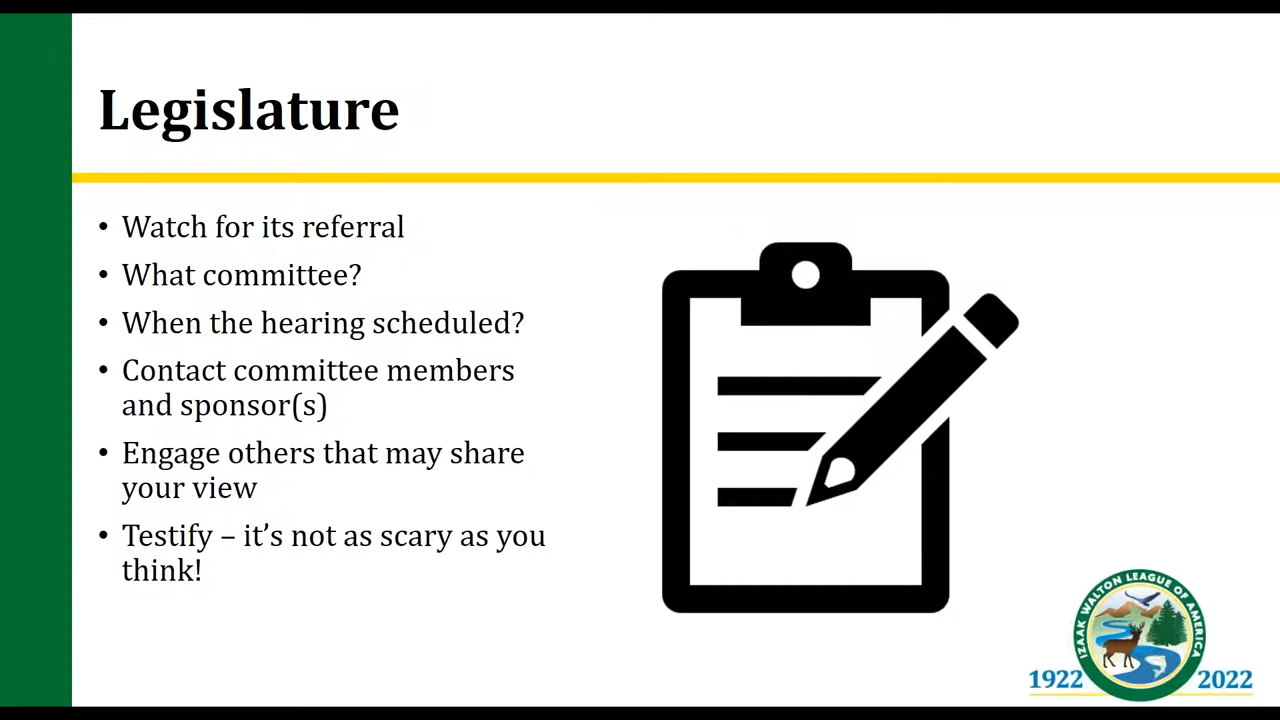 Legislature
• Watch for its referral
• What committee?
• When the hearing scheduled?
• Contact committee members
and sponsor(s)
• Engage others that may share
your view
• Testify – it’s not as scary as you
think!
IZAAK WALTON LEAGUE OF AMERICA
1922 2022